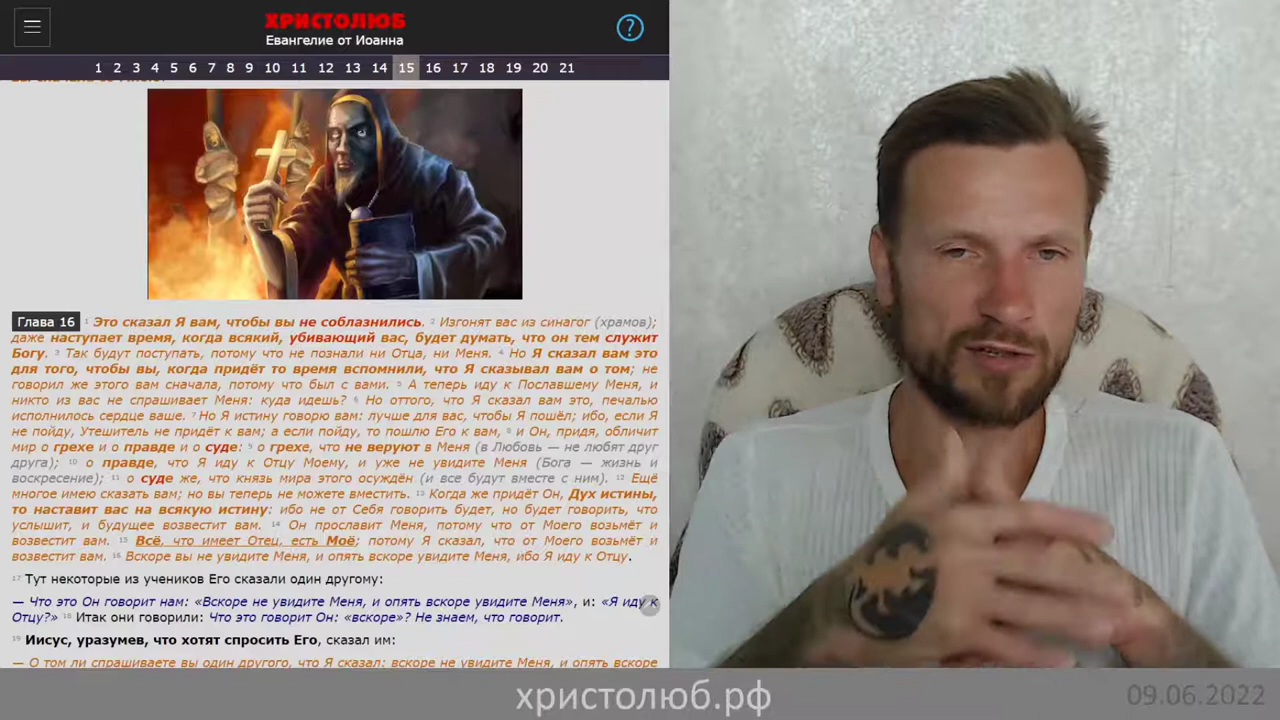 ХРИСТОЛЮБ
Евангелие от Иоанна
?
1 2 3 4 5 6 7 8 9 10 11 12 13 14 15 16 17 18 19 20 21
Глава 16 1 Это сказал Я вам, чтобы вы не соблазнились. 2 Изгонят вас из синагог (храмов);
даже наступает время, когда всякий, убивающий вас, будет думать, что он тем служит
Богу. 3 Так будут поступать, потому что не познали ни Отца, ни Меня. 4 Но Я сказал вам это
для того, чтобы вы, когда придёт то время вспомнили, что Я сказывал вам о том; не
говорил же этого вам сначала, потому что был с вами. 5 А теперь иду к Пославшему Меня, и
никто из вас не спрашивает Меня: куда идешь? 6 Но оттого, что Я сказал вам это, печалью
исполнилось сердце ваше. 7 Но Я истину говорю вам: лучше для вас, чтобы Я пошёл; ибо, если Я
не пойду, Утешитель не придёт к вам; а если пойду, то пошлю Его к вам, 8 и Он, придя, обличит
мир о грехе и о правде и о суде: 9 о грехе, что не веруют в Меня (в Любовь — не любят друг
друга); 10 о правде, что Я иду к Отцу Моему, и уже не увидите Меня (Бога — жизнь и
воскресение); 11 о суде же, что князь мира этого осуждён (и все будут вместе с ним). 12 Ещё
многое имею сказать вам; но вы теперь не можете вместить. 13 Когда же придёт Он, Дух истины,
то наставит вас на всякую истину: ибо не от Себя говорить будет, но будет говорить, что
услышит, и будущее возвестит вам. 14 Он прославит Меня, потому что от Моего возьмёт и
возвестит вам. 15 Всё, что имеет Отец, есть Моё; потому Я сказал, что от Моего возьмёт и
возвестит вам. 16 Вскоре вы не увидите Меня, и опять вскоре увидите Меня, ибо Я иду к Отцу.
17 Тут некоторые из учеников Его сказали один другому:
— Что это Он говорит нам: «Вскоре не увидите Меня, и опять вскоре увидите Меня», и: «Я иду к
Отцу?» 18 Итак они говорили: Что это говорит Он: «вскоре»? Не знаем, что говорит.
19 Иисус, уразумев, что хотят спросить Его, сказал им:
— О том ли спрашиваете вы один другого, что Я сказал: вскоре не увидите Меня, и опять вскоре
христолюб.рф
09.06.2022